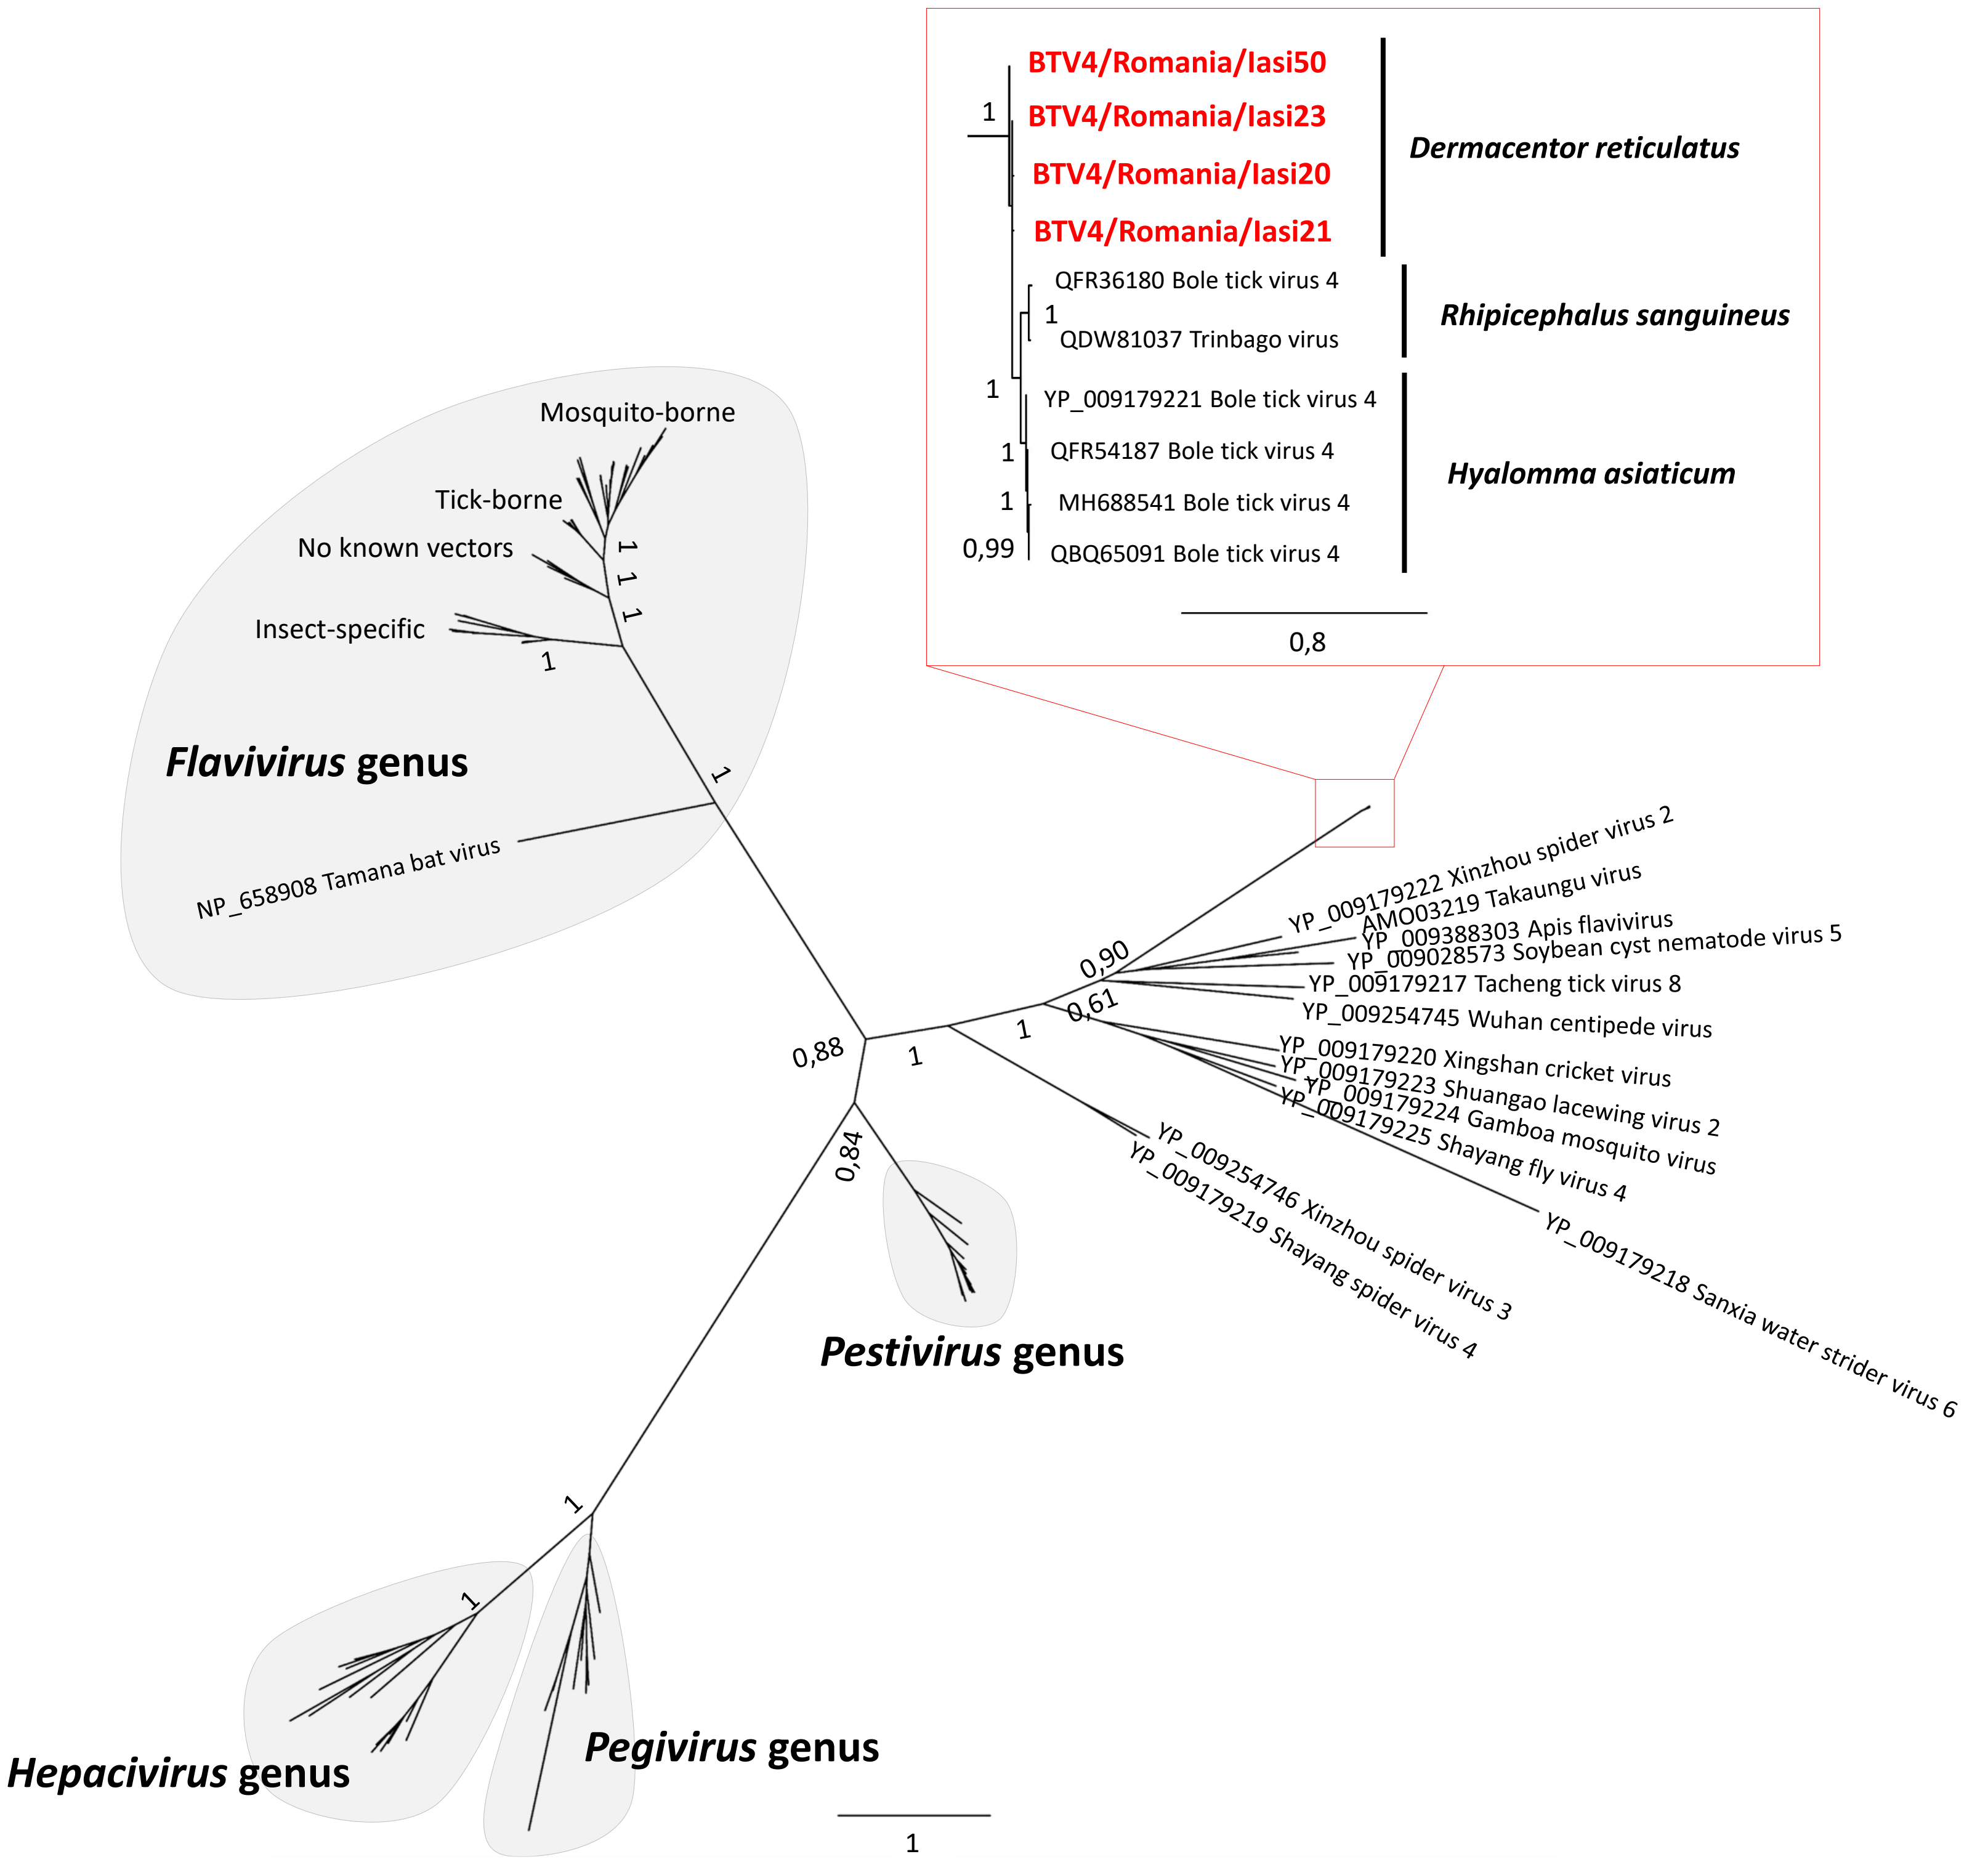 BTV4/Romania/Iasi50
1
BTV4/Romania/Iasi23
Dermacentor reticulatus
BTV4/Romania/Iasi20
BTV4/Romania/Iasi21
QFR36180 Bole tick virus 4
1
Rhipicephalus sanguineus
QDW81037 Trinbago virus
1
YP_009179221 Bole tick virus 4
1
QFR54187 Bole tick virus 4
Hyalomma asiaticum
1
MH688541 Bole tick virus 4
0,99
QBQ65091 Bole tick virus 4
0,8
Mosquito-borne
Tick-borne
No known vectors
1
1
1
Insect-specific
1
Flavivirus genus
1
NP_658908 Tamana bat virus
YP_009179222 Xinzhou spider virus 2
AMO03219 Takaungu virus
YP_009388303 Apis flavivirus
YP_009028573 Soybean cyst nematode virus 5
0,90
YP_009179217 Tacheng tick virus 8
0,61
YP_009254745 Wuhan centipede virus
0,88
1
1
YP_009179220 Xingshan cricket virus
YP_009179223 Shuangao lacewing virus 2
YP_009179224 Gamboa mosquito virus
YP_009179225 Shayang fly virus 4
YP_009179218 Sanxia water strider virus 6
YP_009254746 Xinzhou spider virus 3
YP_009179219 Shayang spider virus 4
0,84
Pestivirus genus
1
1
Pegivirus genus
Hepacivirus genus
1